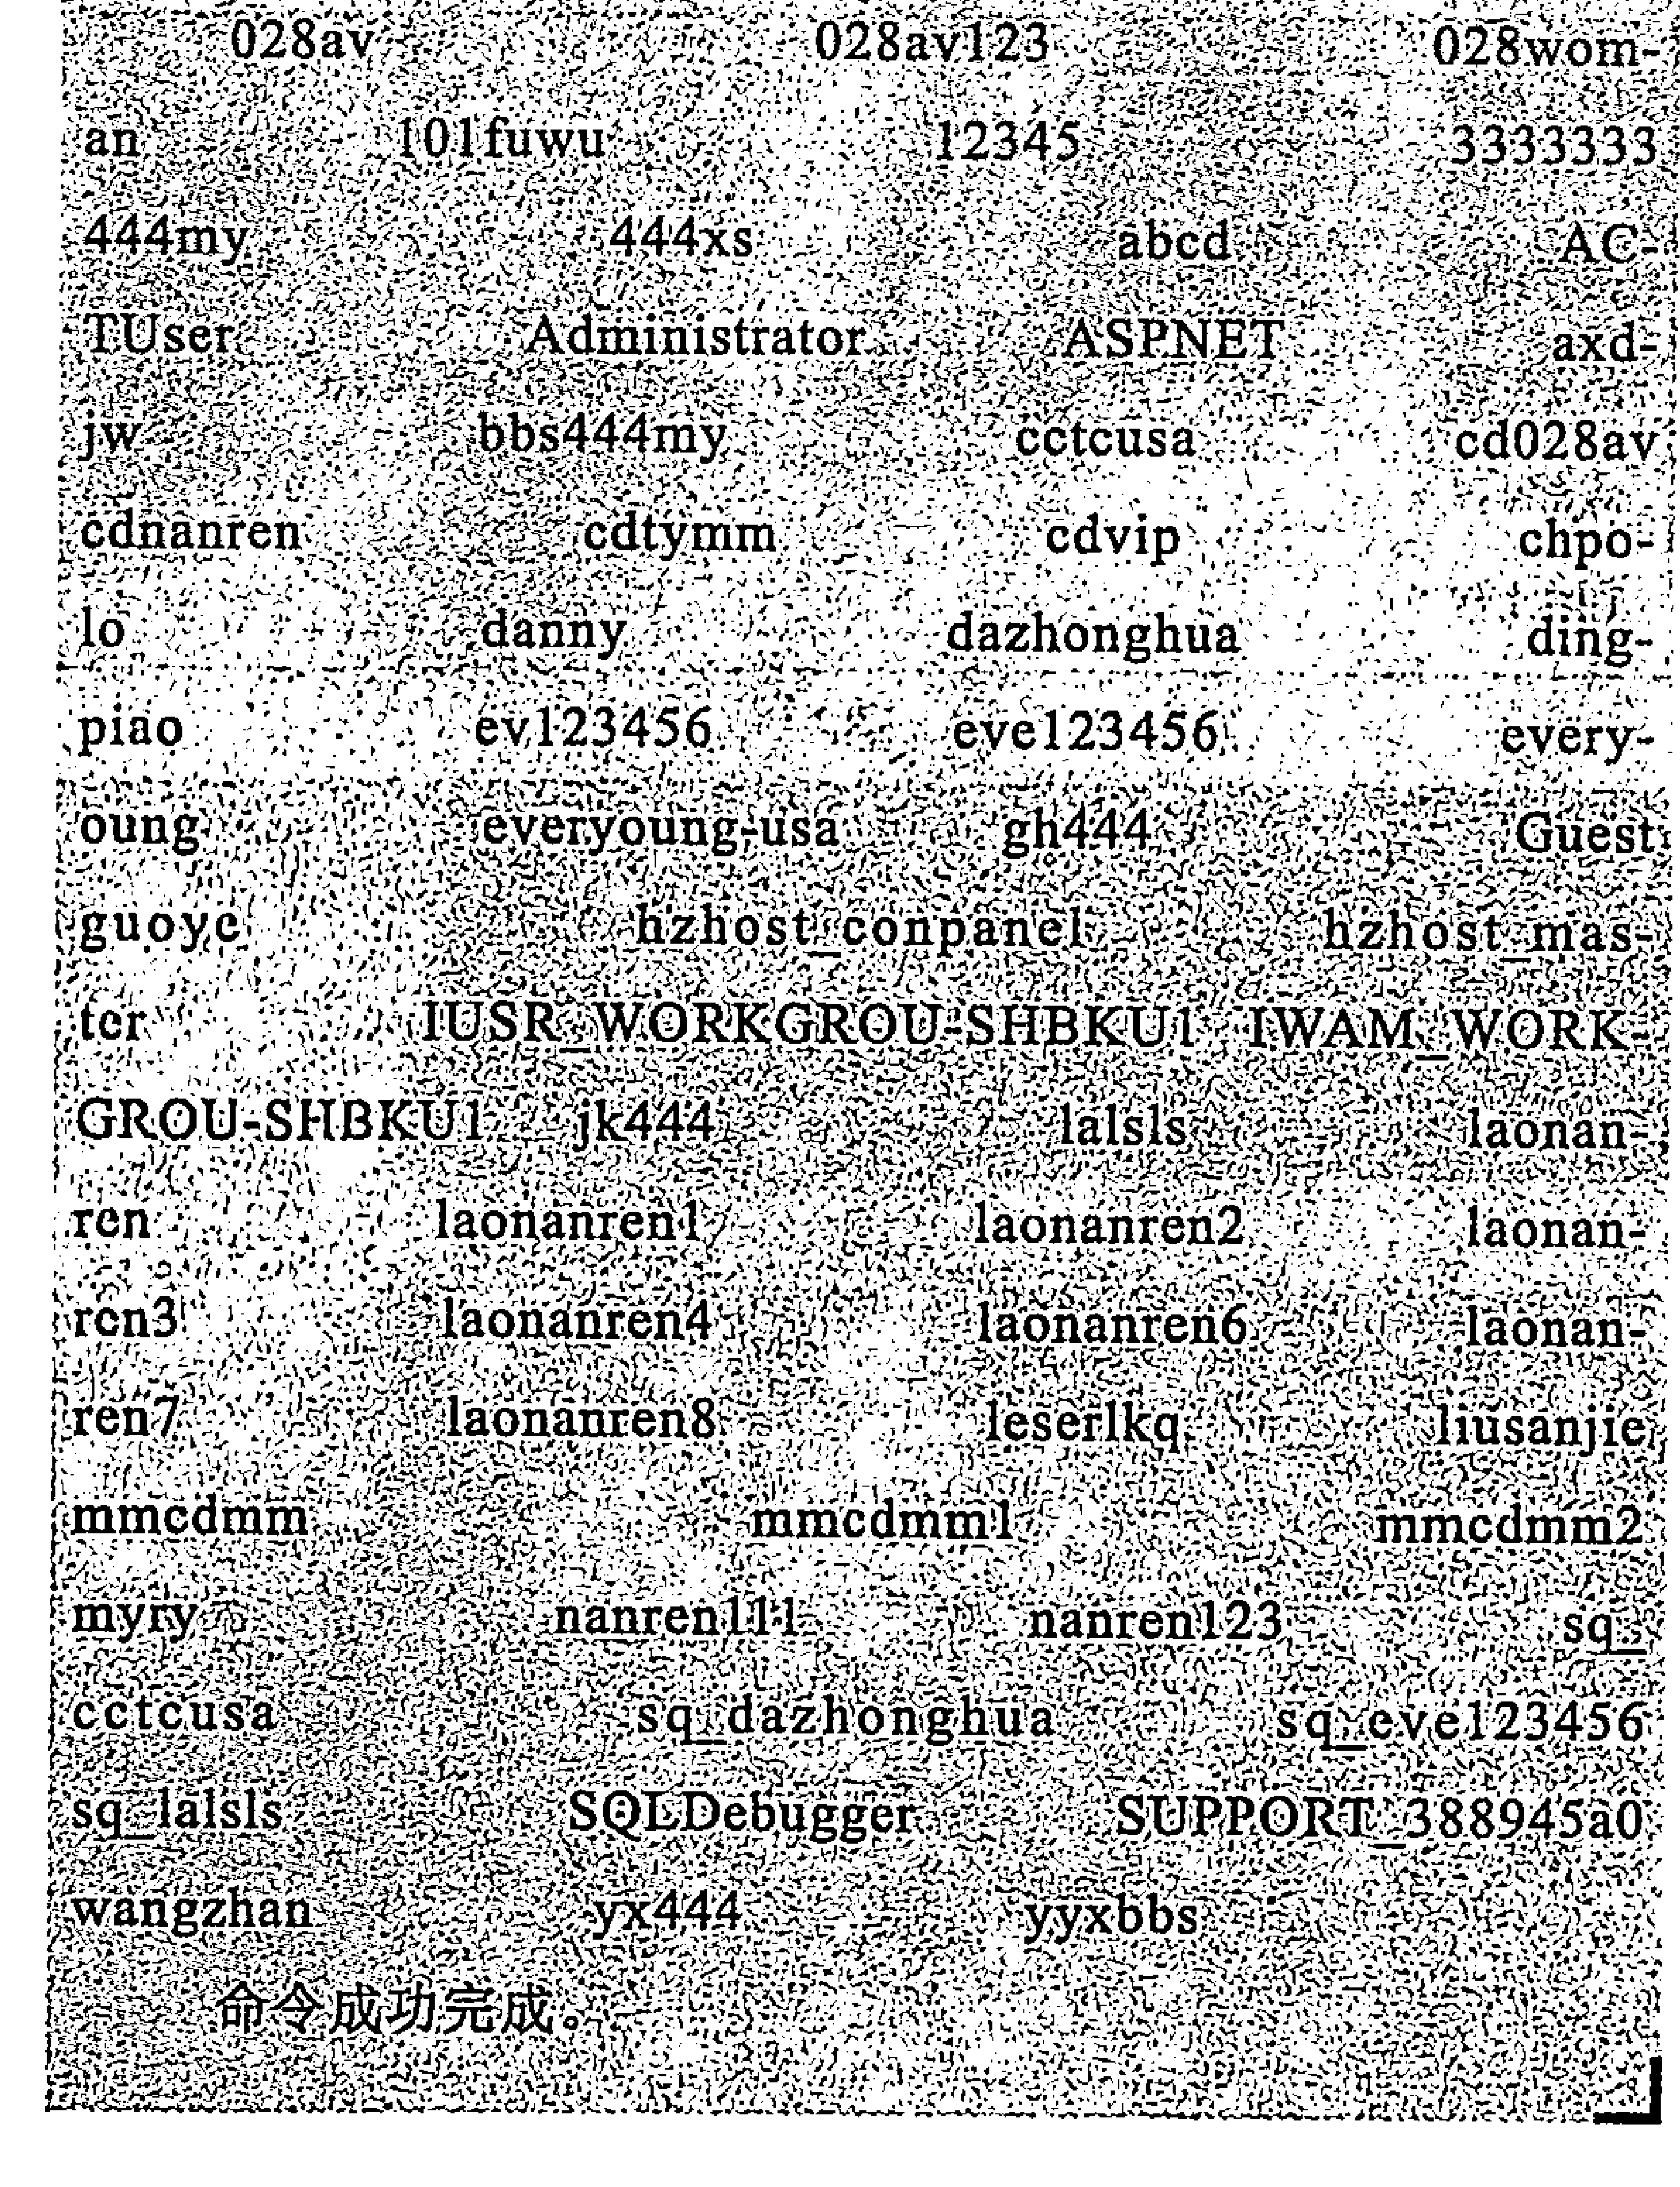 028av 028av123 028wom-
an 101fuwu 12345 3333333
444my 444xs abcd AC-
TUser Administrator ASPNET axd-
jw bbs444my cctcusa cd028av
cdnanren cdtymm cdvip chpo-
lo danny dazhonghua ding-
piao ev123456 eve123456 every-
oung everyoung-usa gh444 Guest
guoye hzhost_conpanel hzhost_mas-
ter IUSR_WORKGROU-SHBKU1 IWAM_WORK-
GROU-SHBKU1 jk444 lalsls laonan-
ren laonanren1 laonanren2 laonan-
ren3 laonanren4 laonanren6 laonan-
ren7 laonanren8 leserlkq liusanjie
mmcdmm mmcdmm1 mmcdmm2
myry nanren111 nanren123 sq_
cctcusa sq_dazhonghua sq_eve123456
sq_lalsls SQLDebugger SUPPORT_388945a0
wangzhan yx444 yyxbbs
命令成功完成。